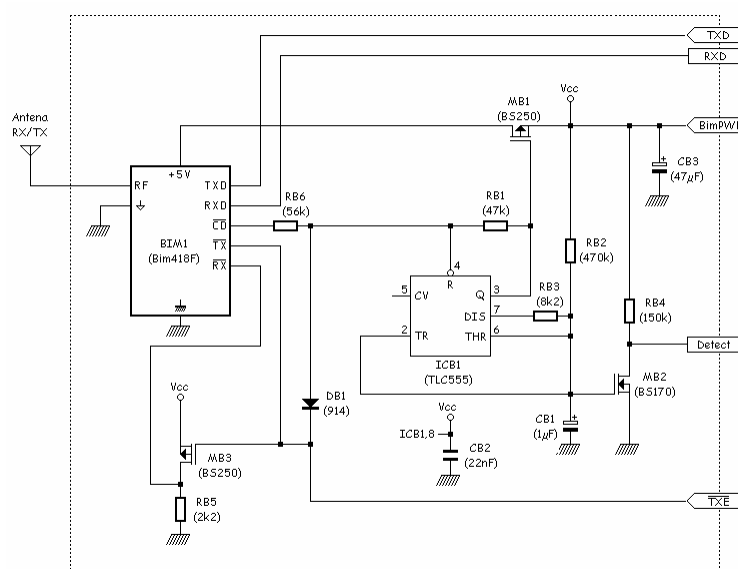 TXD
RXD
Vcc
MB1
(BS250)
Antena
RX/TX
+5V
RF
TXD
RXD
CD
TX
RX
BIM1
(Bim418F)
RB6
(56k)
RB1
(47k)
CB3
(47µF)
RB2
(470k)
4
R
5
CV
Q
3
DIS
7
RB3
(8k2)
2
TR
THR
6
ICB1
(TLC555)
RB4
(150k)
Detect
MB2
(BS170)
Vcc
DB1
(914)
Vcc
ICB1,8
CB2
(22nF)
CB1
(1µF)
MB3
(BS250)
RB5
(2k2)
TXE